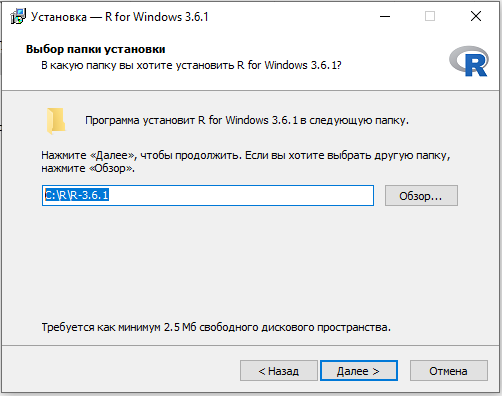 Установка — R for Windows 3.6.1
Выбор папки установки
В какую папку вы хотите установить R for Windows 3.6.1?
R
Программа установит R for Windows 3.6.1 в следующую папку.
Нажмите «Далее», чтобы продолжить. Если вы хотите выбрать другую папку,
нажмите «Обзор».
C:\R\R-3.6.1
Обзор...
Требуется как минимум 2.5 Мб свободного дискового пространства.
< Назад
Далее >
Отмена